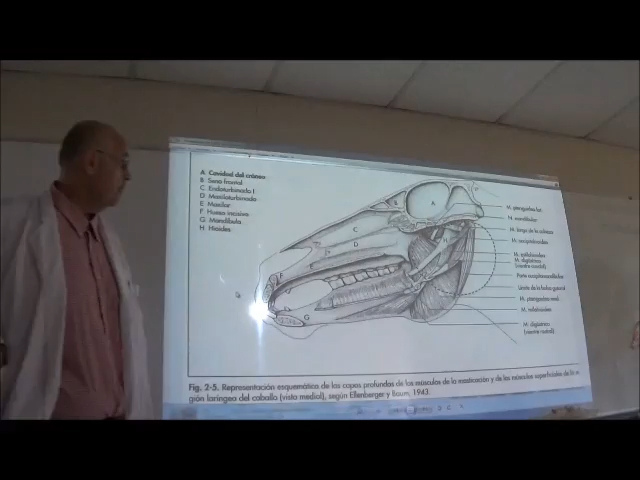 A Cavidad del cráneo
B Seno frontal
C Endoturbinado I
D Maxiloturbinado
E Maxilar
F Hueso incisivo
G Mandíbula
H Hioides
B
A
C
D
E
F
G
H
M. pterigoideo lat.
N. mandibular
M. largo de la cabeza
M. occipitohioideo
M. estilohioideo
M. digástrico
(vientre caudal)
Parte occipitomandibular
Límite de la bolsa gutural
M. pterigoideo med.
M. milohioideo
M. digástrico
(vientre rostral)
Fig. 2-5. Representación esquemática de las capas profundas de los músculos de la masticación y de los músculos superficiales de la re
gión laríngea del caballo (vista medial), según Ellenberger y Baum, 1943.